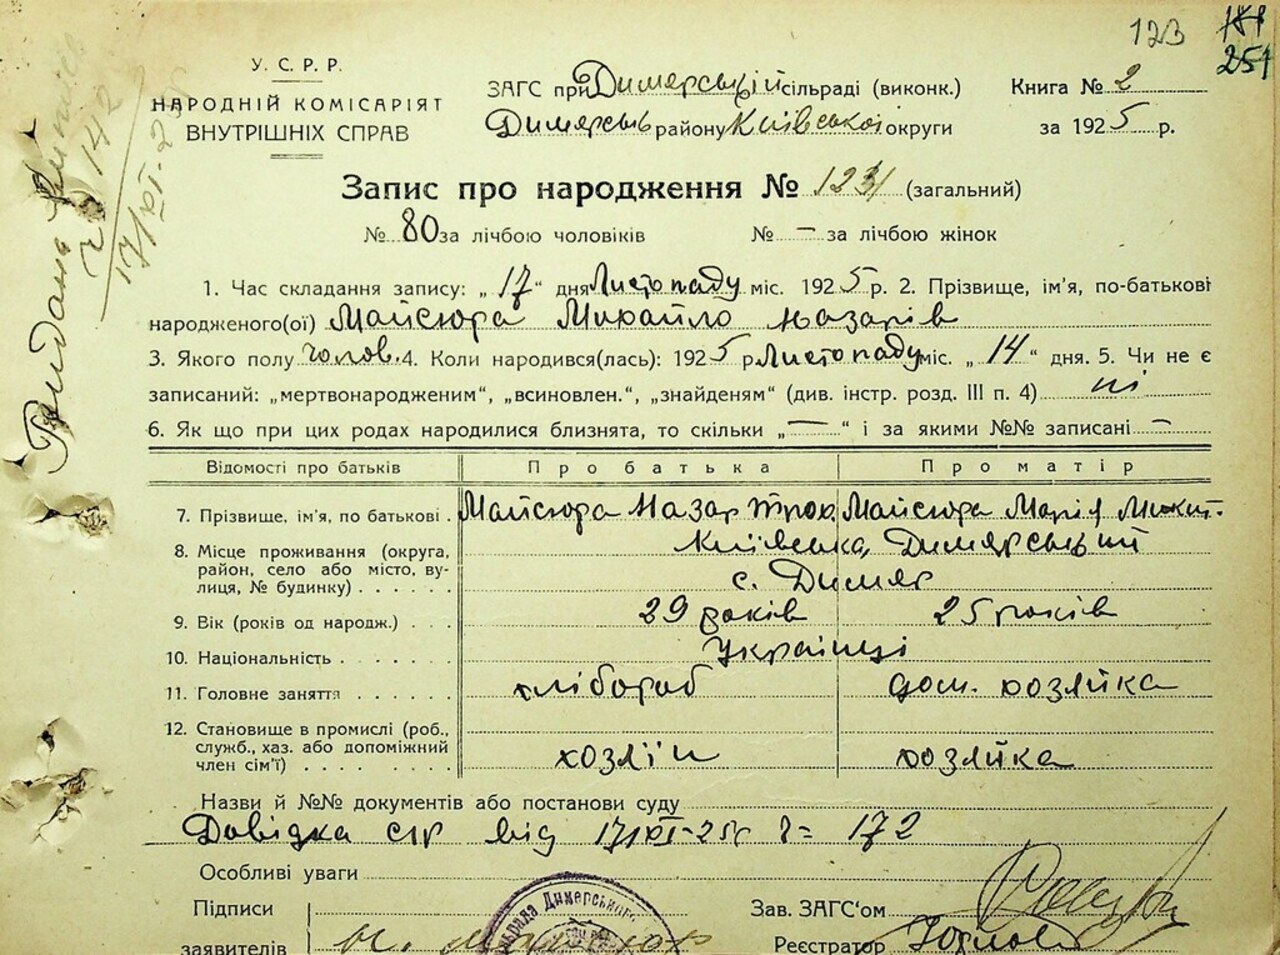 123 181
251
У. С. Р. Р.
НАРОДНІЙ КОМІСАРІЯТ
ВНУТРІШНІХ СПРАВ
ЗАГС при Димерській сільраді (виконк.)
Димерськ району Київської округи
Книга № 2
за 1925 р.
Запис про народження № 1231 (загальний)
№ 80 за лічбою чоловіків № — за лічбою жінок
1. Час складання запису: „17“ дня Листопаду міс. 1925 р. 2. Прізвище, ім'я, по-батькові
народженого(ої) Майсюра Михайло Назарів
3. Якого полу чолов. 4. Коли народився(лась): 1925 р. Листопаду міс. „14“ дня. 5. Чи не є
записаний: „мертвонародженим“, „всиновлен.“, „знайденям“ (див. інстр. розд. III п. 4) ні
6. Як що при цих родах народилися близнята, то скільки „—“ і за якими №№ записані —
Відомості про батьків Про батька Про матір
7. Прізвище, ім'я, по батькові . Майсюра Назар Трох. Майсюра Марія Микит.
8. Місце проживання (округа, район, село або місто, вулиця, № будинку) . . . . . . Київська, Димерський
с. Димер
9. Вік (років од народж.) . . . 29 років 25 років
10. Національність . . . . . . . Українці
11. Головне заняття . . . . . . хлібороб дом. хозяйка
12. Становище в промислі (роб., служб., хаз. або допоміжний член сім'ї) . . . . . . . . хозяїн хозяйка
Назви й №№ документів або постанови суду
Довідка с/р від 17/XI-25 г. № 172
Особливі уваги
Підписи
заявителів
Зав. ЗАГС'ом
Реєстратор
Видана
17/XI-25